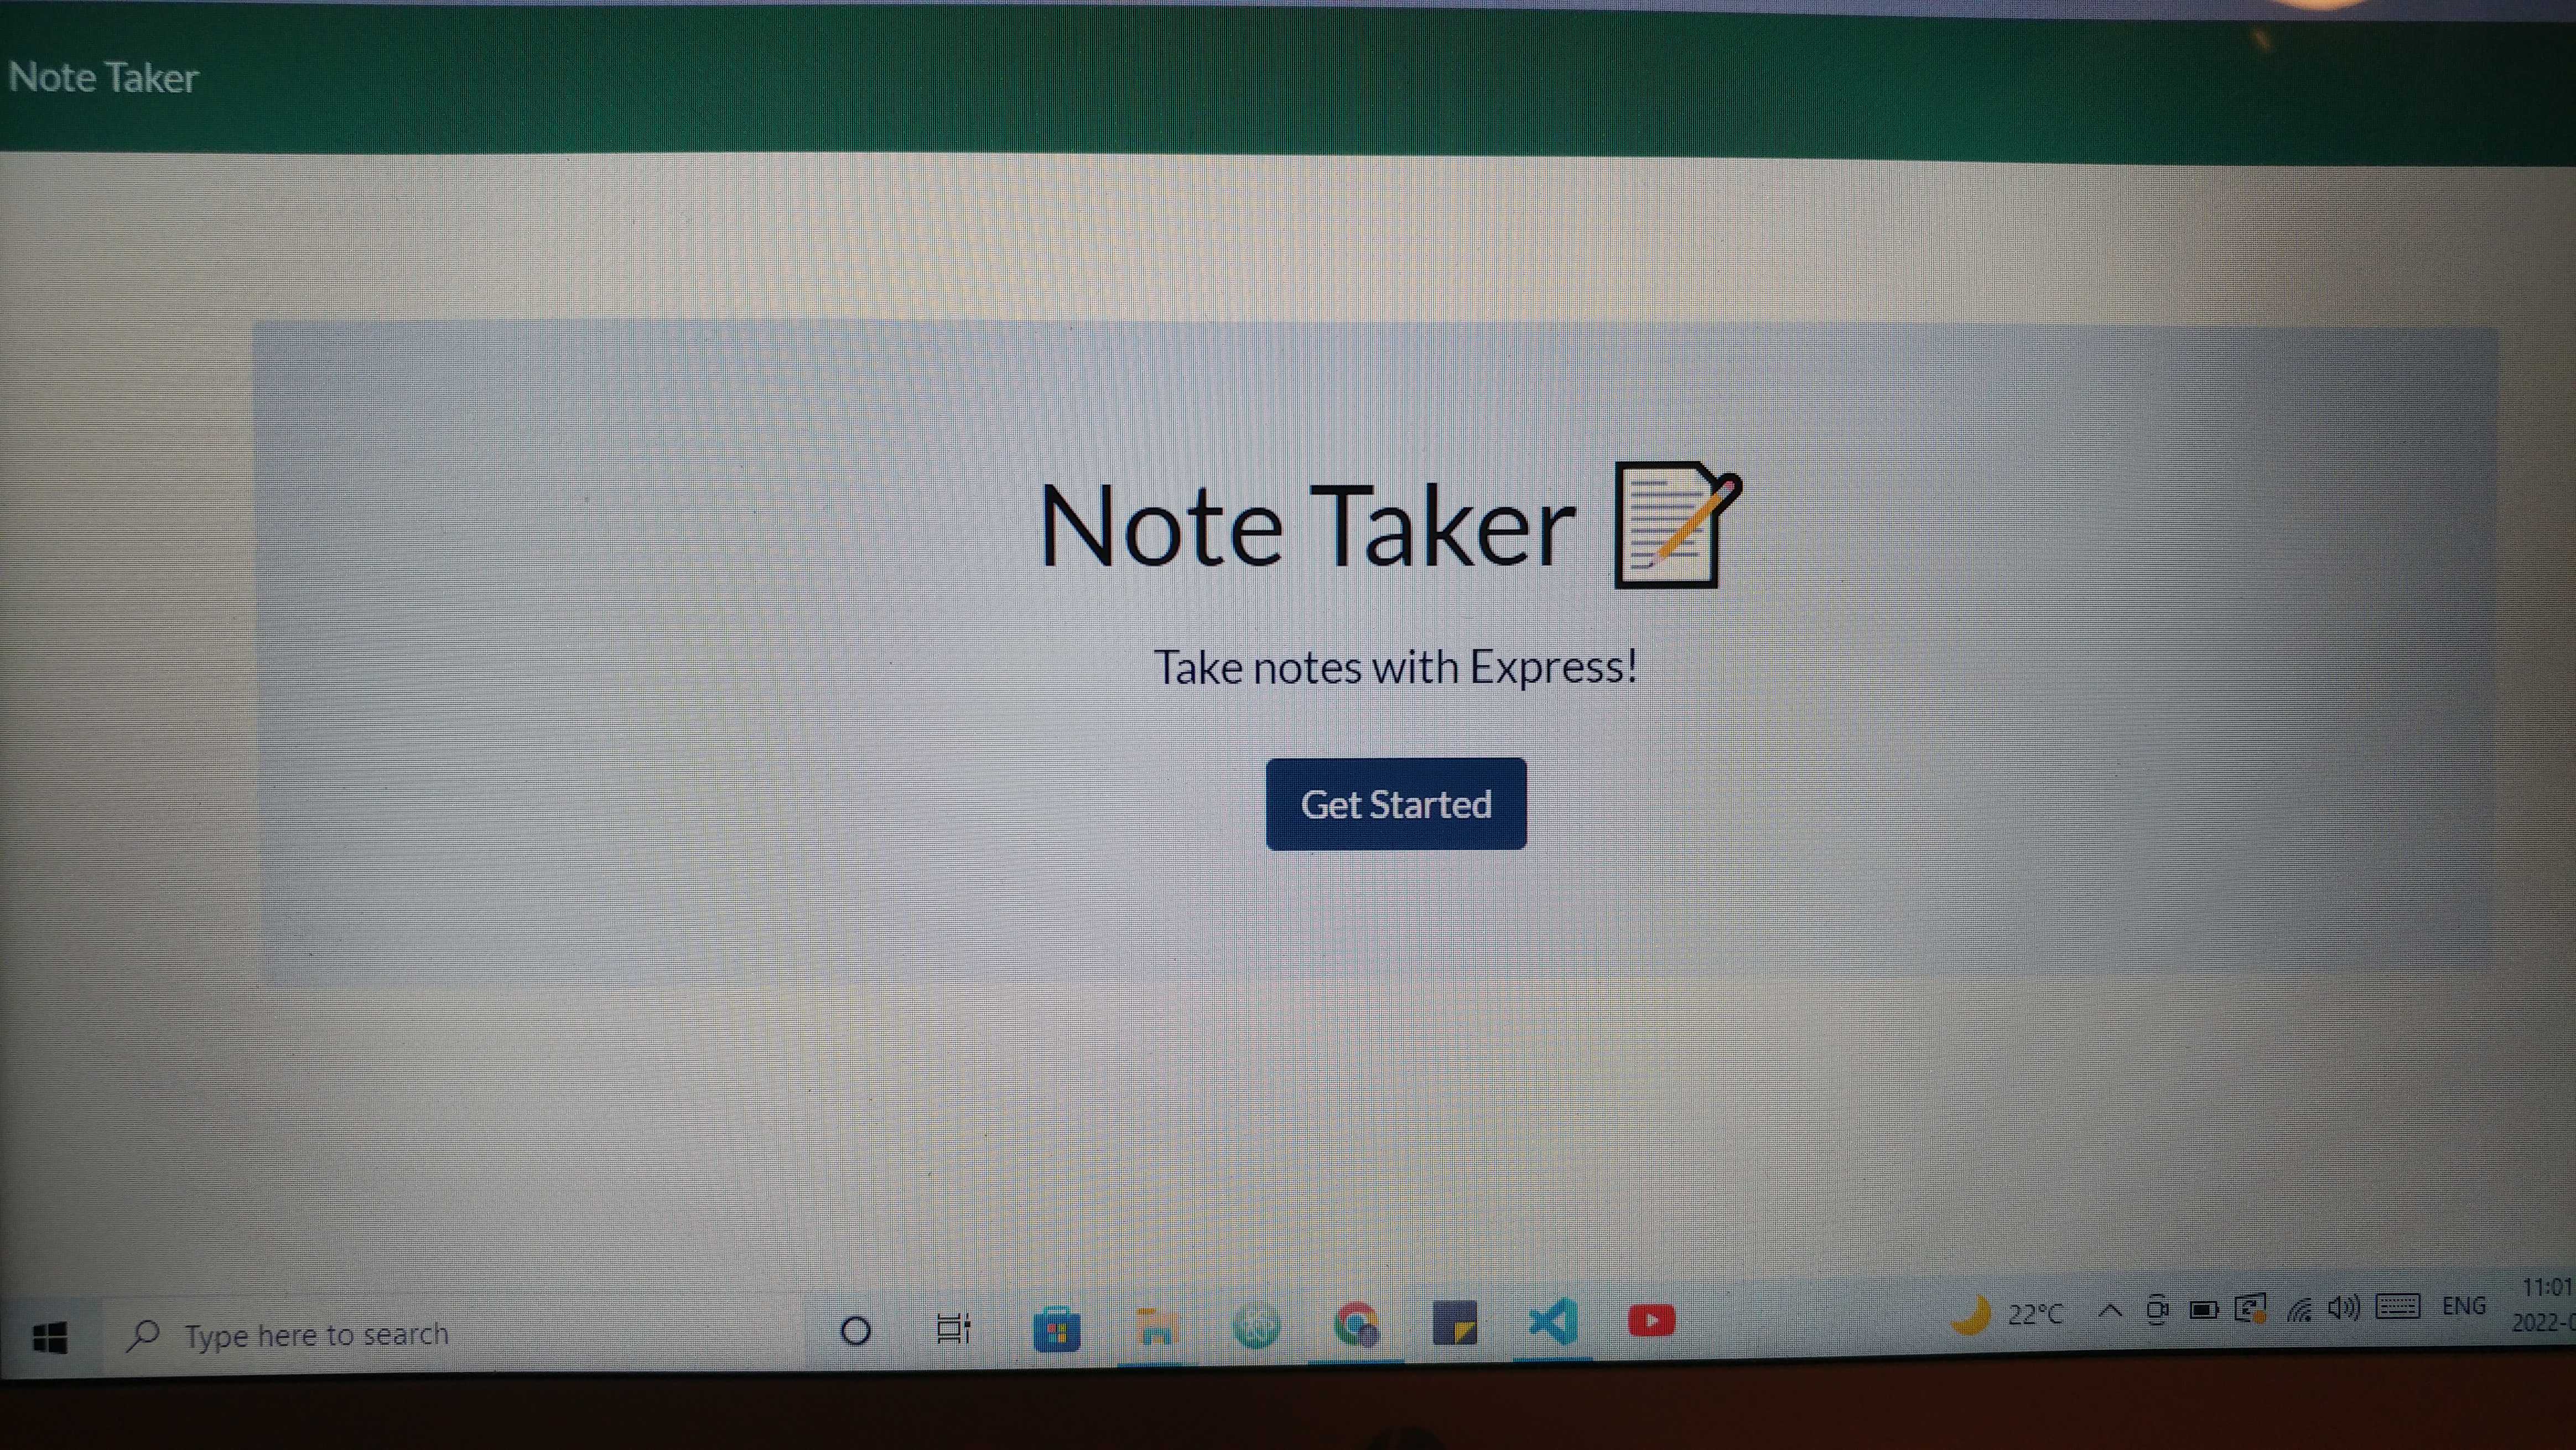 Note Taker
Note Taker
Take notes with Express!
Get Started
Type here to search
22°C
ENG
11:01
2022-0